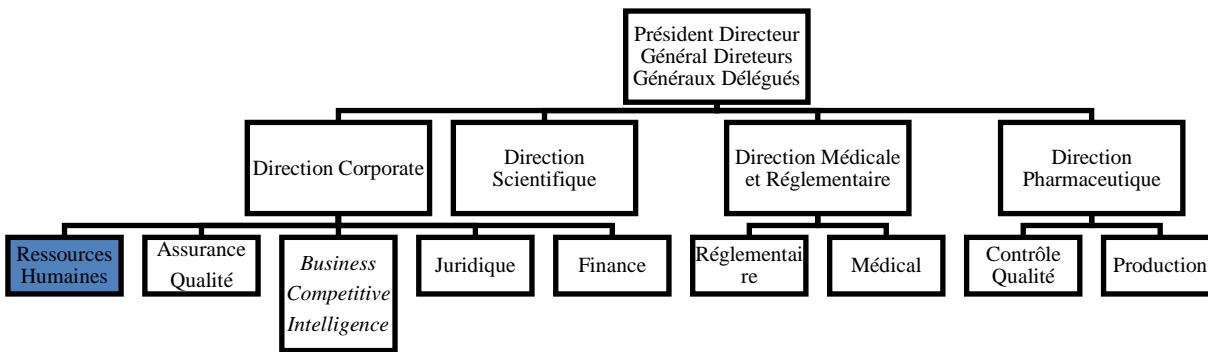 Président Directeur
Général Direteurs
Généraux Délégués
Direction Corporate
Direction
Scientifique
Direction Médicale
et Réglementaire
Direction
Pharmaceutique
Ressources
Humaines
Assurance
Qualité
Business
Competitive
Intelligence
Juridique
Finance
Réglementai
re
Médical
Contrôle
Qualité
Production